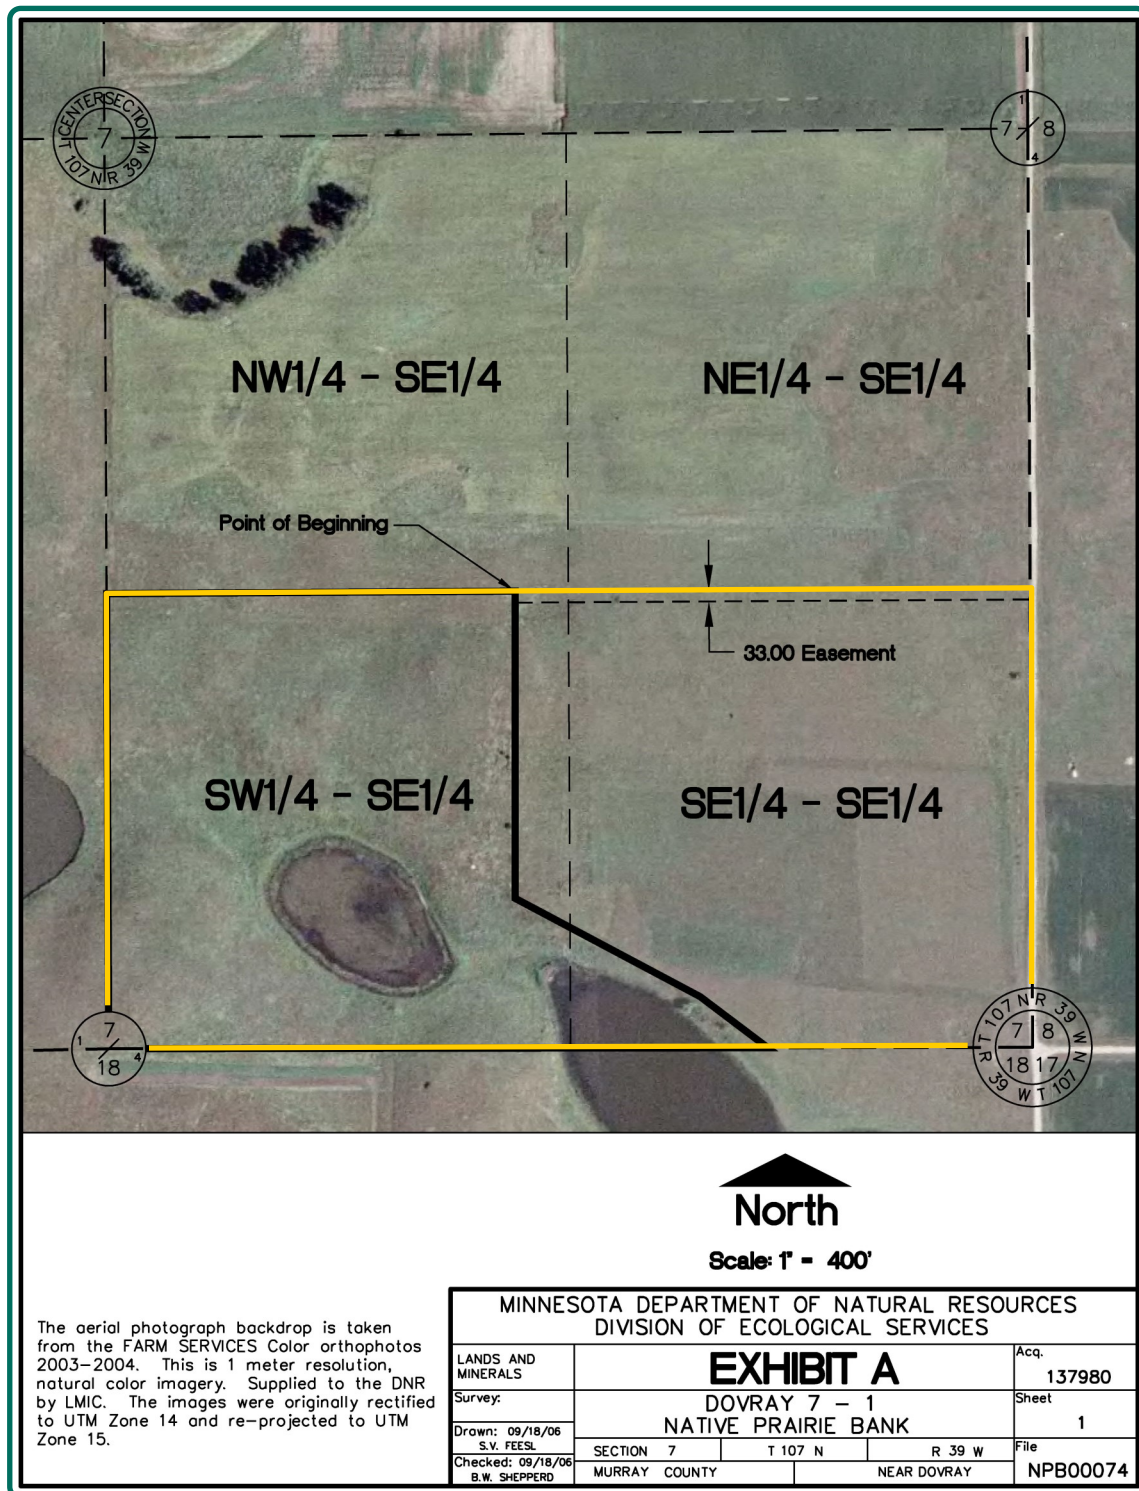 CENTERSECTION
7
T 107 N R 39 W
1
7 8
4
NW1/4 - SE1/4
NE1/4 - SE1/4
Point of Beginning
33.00 Easement
SW1/4 - SE1/4
SE1/4 - SE1/4
7
1 4
18
T 107 N R 39 W
7 8
18 17
R 39 W T 107 N
North
Scale: 1" = 400'
The aerial photograph backdrop is taken
from the FARM SERVICES Color orthophotos
2003-2004. This is 1 meter resolution,
natural color imagery. Supplied to the DNR
by LMIC. The images were originally rectified
to UTM Zone 14 and re-projected to UTM
Zone 15.
MINNESOTA DEPARTMENT OF NATURAL RESOURCES
DIVISION OF ECOLOGICAL SERVICES
LANDS AND
MINERALS
EXHIBIT A
Acq.
137980
Survey:
DOVRAY 7 - 1
NATIVE PRAIRIE BANK
Sheet
1
Drawn: 09/18/06
S.V. FEESL
Checked: 09/18/06
B.W. SHEPPERD
SECTION 7 T 107 N R 39 W
MURRAY COUNTY NEAR DOVRAY
File
NPB00074